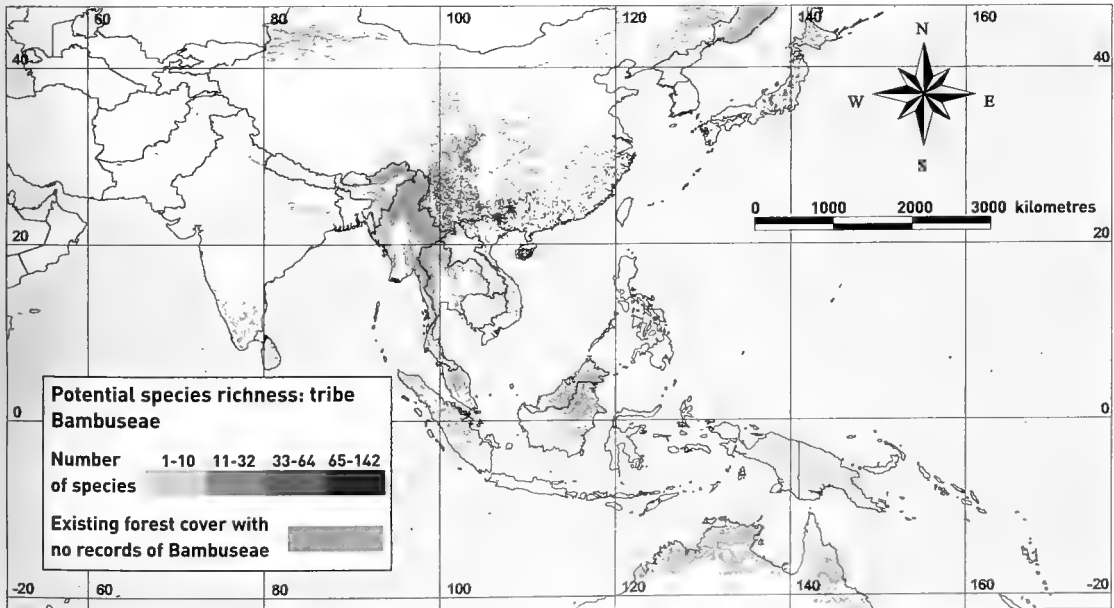 60
80
100
120
140
160
N
40
40
W
E
S
0 1000 2000 3000 kilometres
20
20
Potential species richness: tribe
Bambuseae
0
0
Number 1-10 11-32 33-64 65-142
of species
Existing forest cover with
no records of Bambuseae
-20
60
80
100
120
140
160
-20